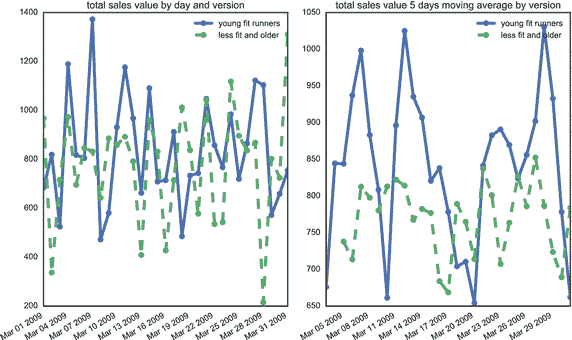 total sales value by day and version
1400
1200
1000
800
600
400
200
young fit runners
less fit and older
Mar 01 2009
Mar 04 2009
Mar 07 2009
Mar 10 2009
Mar 13 2009
Mar 16 2009
Mar 19 2009
Mar 22 2009
Mar 25 2009
Mar 28 2009
Mar 31 2009
total sales value 5 days moving average by version
1050
1000
950
900
850
800
750
700
650
young fit runners
less fit and older
Mar 05 2009
Mar 08 2009
Mar 11 2009
Mar 14 2009
Mar 17 2009
Mar 20 2009
Mar 23 2009
Mar 26 2009
Mar 29 2009